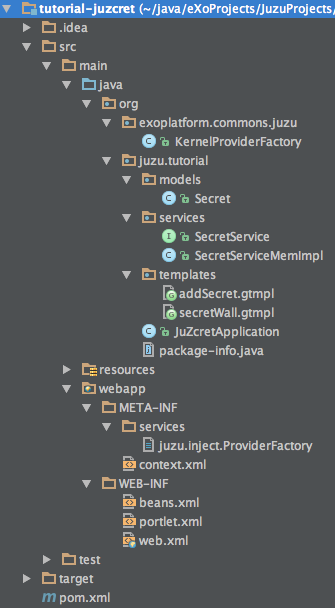 tutorial-juzcret (~/java/eXoProjects/JuzuProjects/
.idea
src
main
java
org
exoplatform.commons.juzu
KernelProviderFactory
juzu.tutorial
models
Secret
services
SecretService
SecretServiceMemImpl
templates
addSecret.gtmpl
secretWall.gtmpl
JuZcretApplication
package-info.java
resources
webapp
META-INF
services
juzu.inject.ProviderFactory
context.xml
WEB-INF
beans.xml
portlet.xml
web.xml
test
target
pom.xml